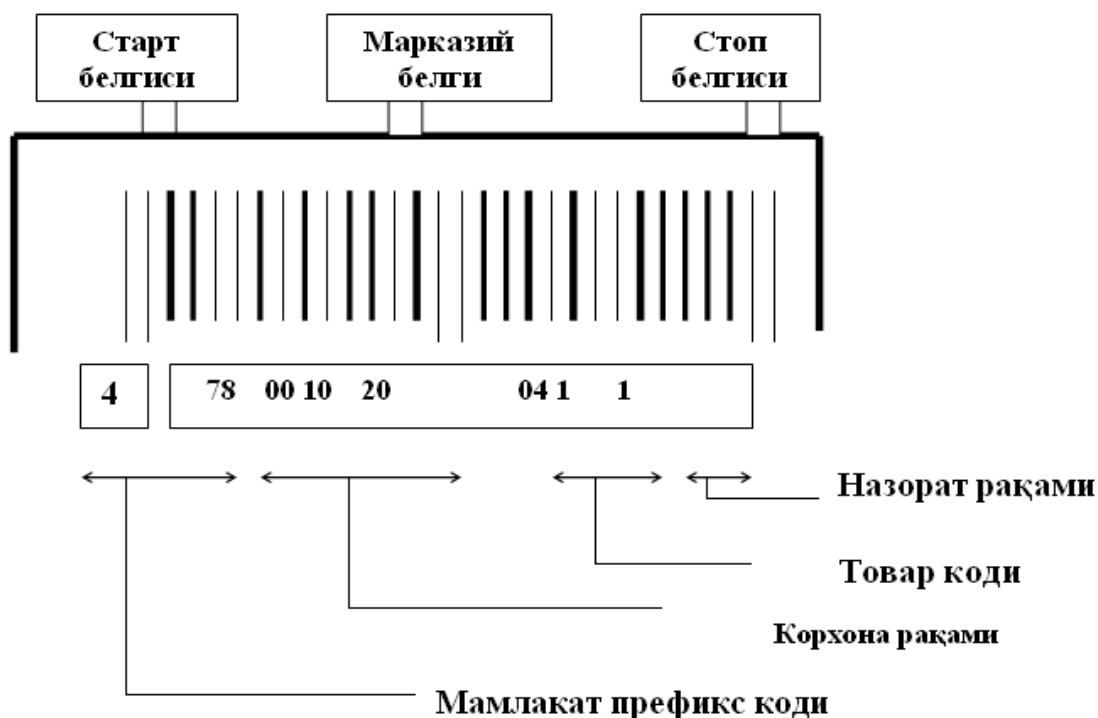 Старт
белгиси
Марказий
белги
Стоп
белгиси
4 78 00 10 20 04 1 1
Назорат рақами
Товар коди
Корхона рақами
Мамлакат префикс коди